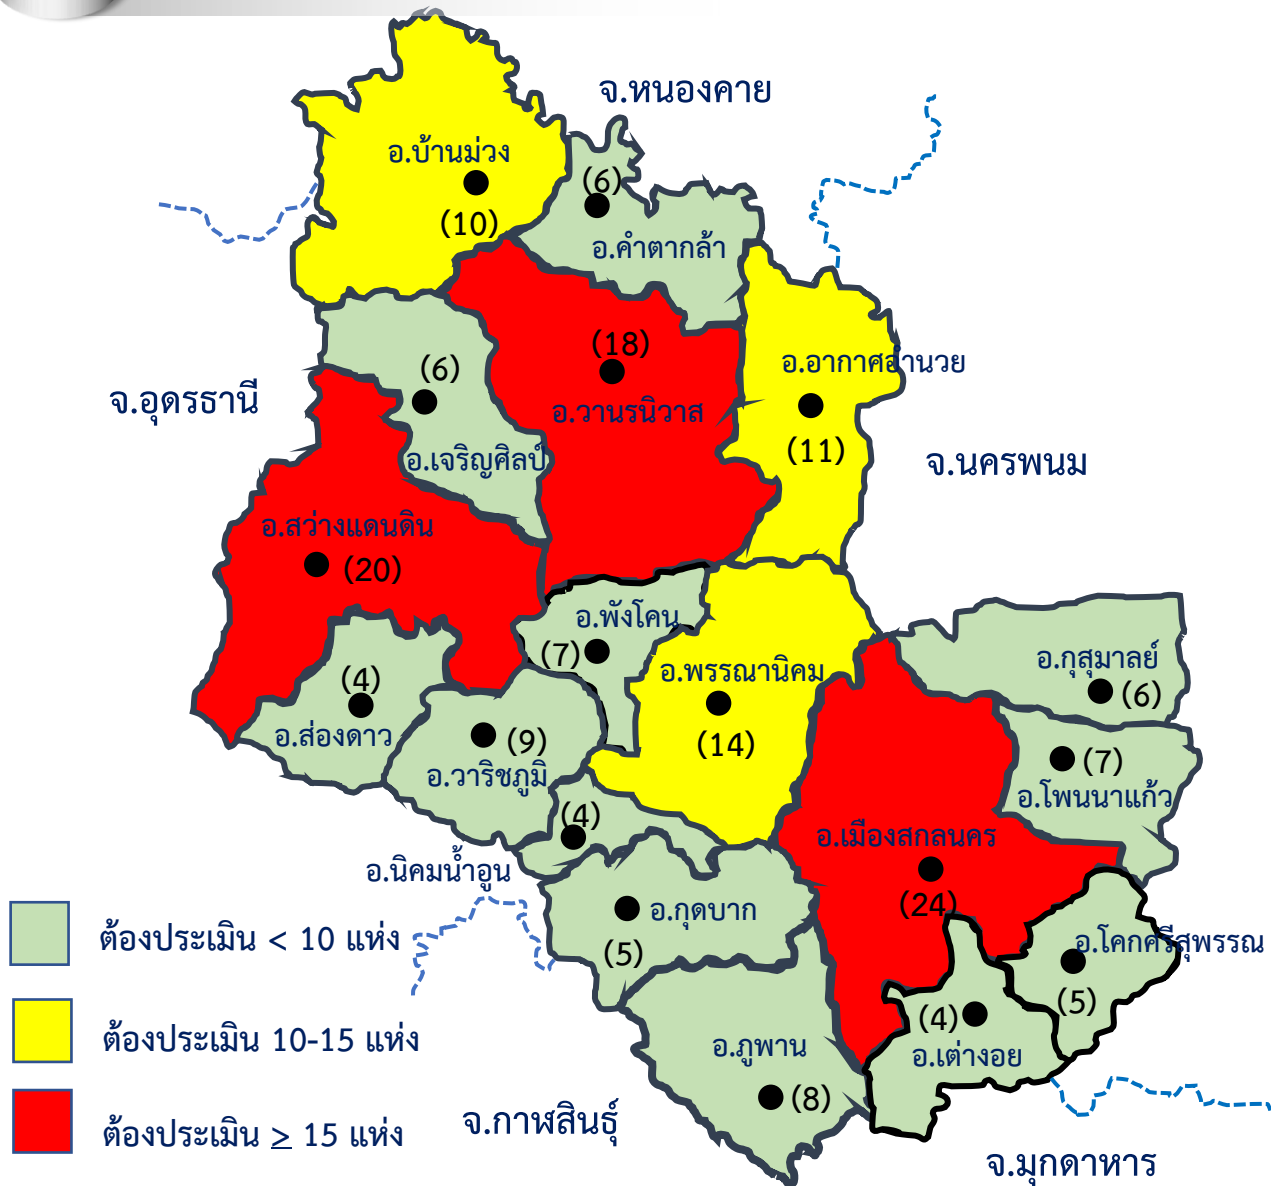 จ.หนองคาย
อ.บ้านม่วง
(10)
(6)
อ.คำตากล้า
(18)
อ.วานรนิวาส
อ.อากาศอำนวย
(11)
(6)
อ.เจริญศิลป์
จ.อุดรธานี
จ.นครพนม
อ.สว่างแดนดิน
(20)
อ.พังโคน
(7)
อ.พรรณานิคม
(14)
อ.กุสุมาลย์
(6)
(4)
อ.ส่องดาว
(9)
อ.วาริชภูมิ
(7)
อ.โพนนาแก้ว
(4)
อ.นิคมน้ำอูน
อ.เมืองสกลนคร
(24)
อ.กุดบาก
(5)
อ.โคกศรีสุพรรณ
(5)
(4)
อ.เต่างอย
อ.ภูพาน
(8)
ต้องประเมิน < 10 แห่ง
ต้องประเมิน 10-15 แห่ง
ต้องประเมิน ≥ 15 แห่ง
จ.กาฬสินธุ์
จ.มุกดาหาร